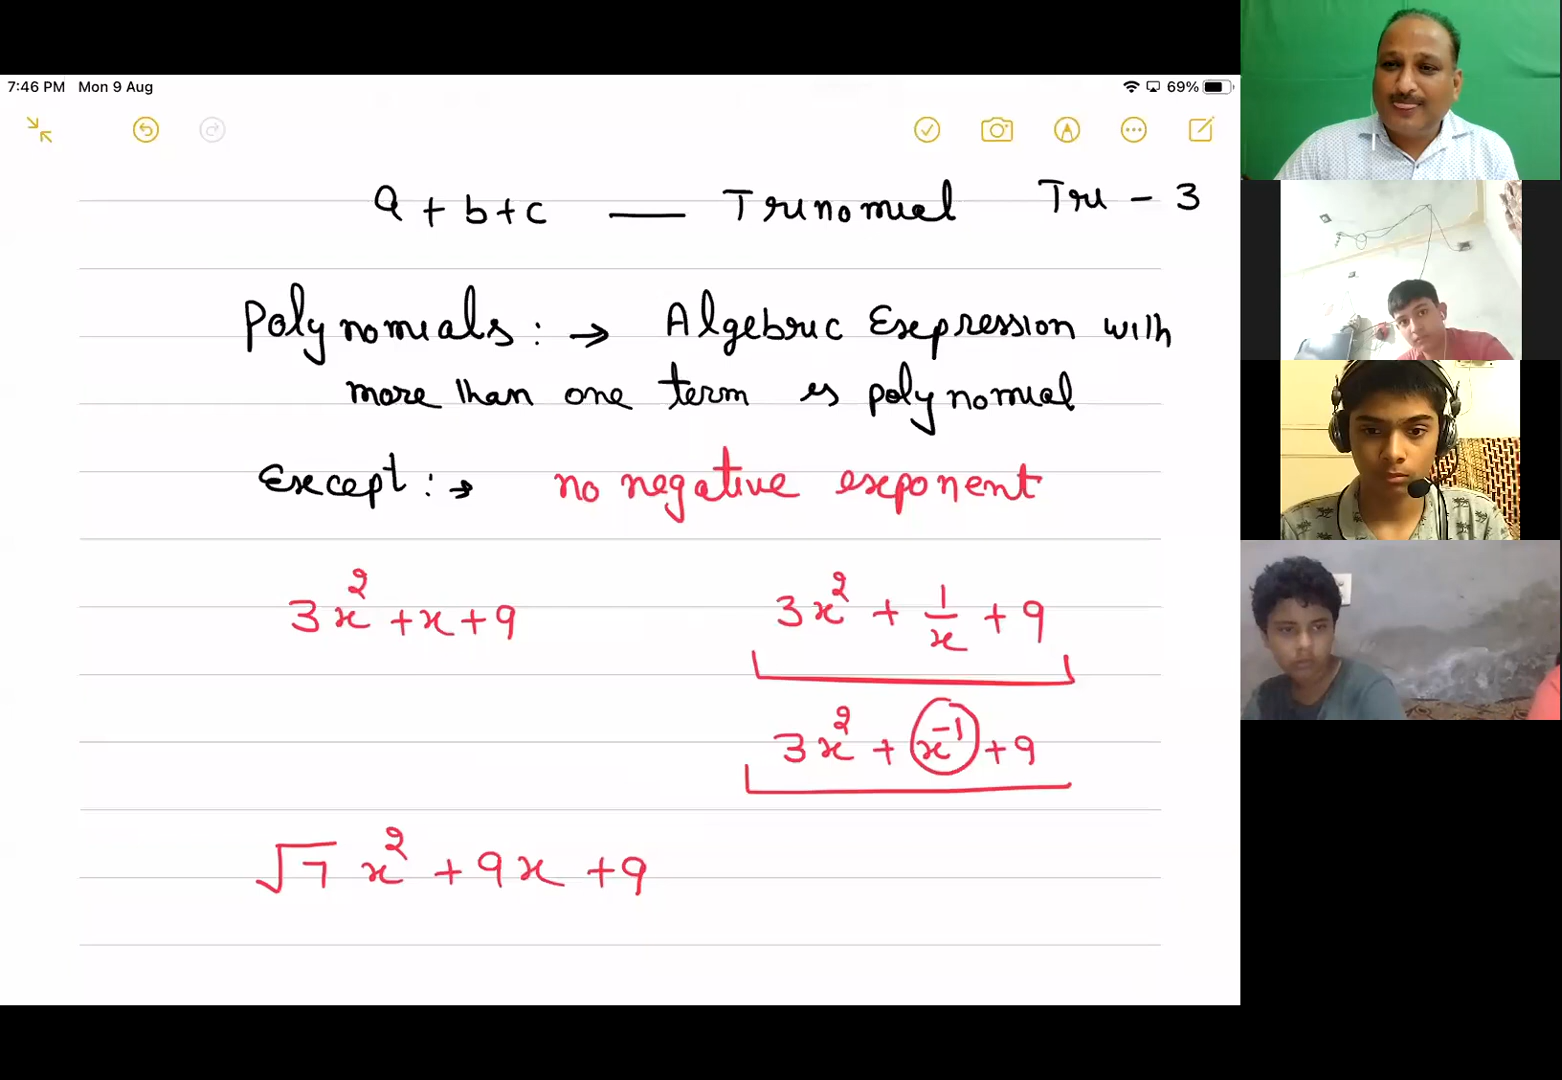 7:46 PM Mon 9 Aug 69%
a + b + c — Trinomial Tri - 3
Polynomials : → Algebric Expression with
more than one term is polynomial
Except : → no negative exponent
3x² + x + 9
3x² + 1/x + 9
3x² + x⁻¹ + 9
√7 x² + 9x + 9